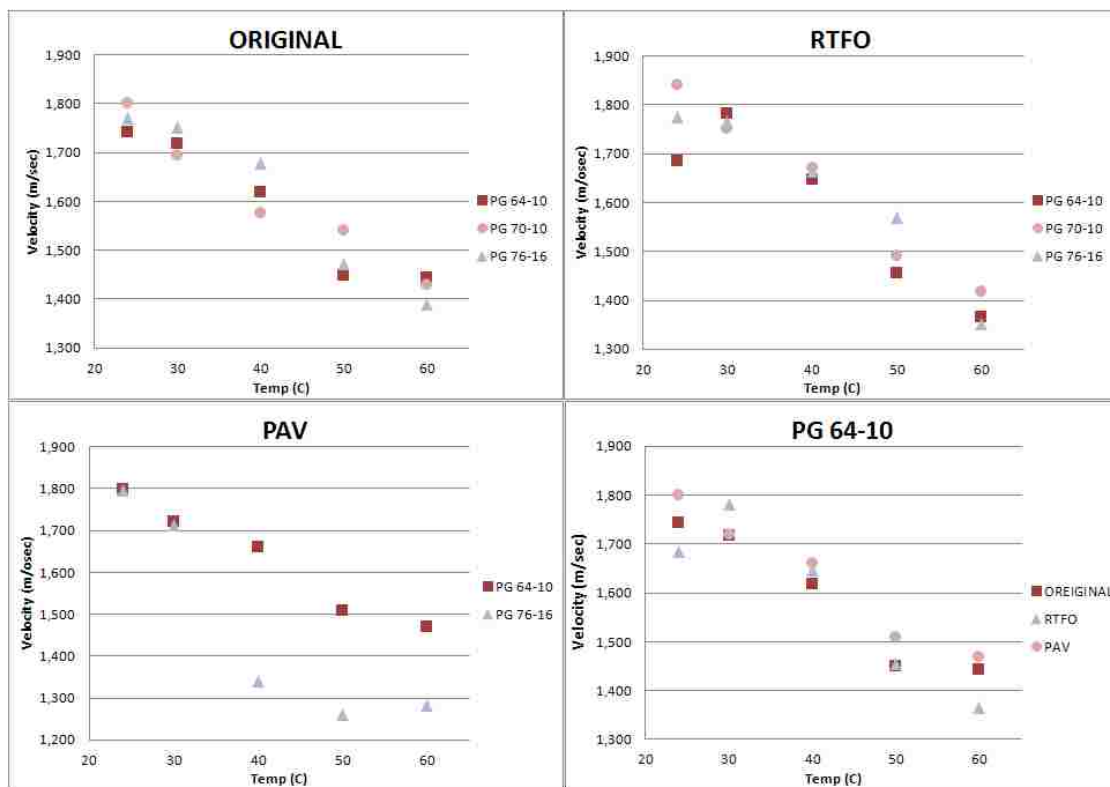 ORIGINAL
1,900
1,800
1,700
1,600
1,500
1,400
1,300
Velocity (m/sec)
20 30 40 50 60
Temp (C)
PG 64-10
PG 70-10
PG 76-16
RTFO
1,900
1,800
1,700
1,600
1,500
1,400
1,300
Velocity (m/osec)
20 30 40 50 60
Temp (C)
PG 64-10
PG 70-10
PG 76-16
PAV
1,900
1,800
1,700
1,600
1,500
1,400
1,300
1,200
Velocity (m/osec)
20 30 40 50 60
Temp (C)
PG 64-10
PG 76-16
PG 64-10
1,900
1,800
1,700
1,600
1,500
1,400
1,300
Velocity (m/osec)
20 30 40 50 60
Temp (C)
OREIGINAL
RTFO
PAV